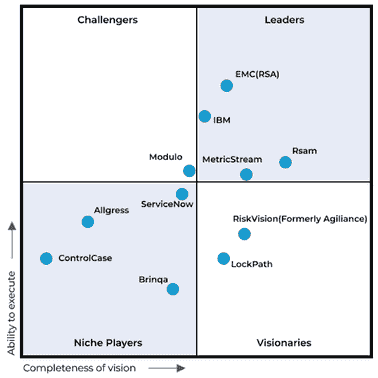 Challengers
Leaders
EMC(RSA)
IBM
Modulo
MetricStream
Rsam
Allgress
ServiceNow
RiskVision(Formerly Agiliance)
ControlCase
LockPath
Brinqa
Niche Players
Visionaries
Ability to execute
Completeness of vision